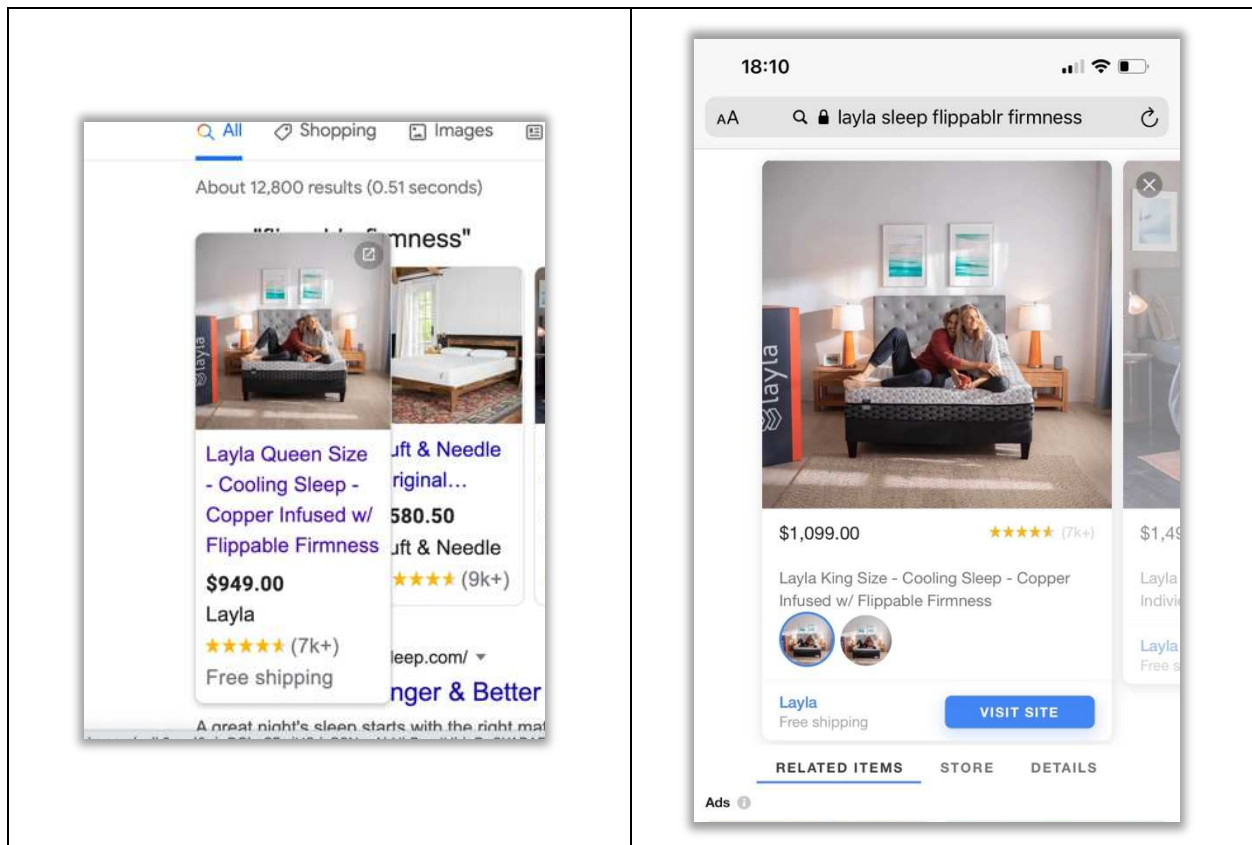 All Shopping Images
About 12,800 results (0.51 seconds)
mness"
Layla Queen Size
- Cooling Sleep -
Copper Infused w/
Flippable Firmness
$949.00
Layla
(7k+)
Free shipping
uft & Needle
riginal…
580.50
uft & Needle
(9k+)
leep.com/
nger & Better
A great night's sleep starts with the right mat
18:10
AA layla sleep flippablr firmness
layla
$1,099.00 (7k+)
Layla King Size - Cooling Sleep - Copper
Infused w/ Flippable Firmness
Layla
Free shipping
VISIT SITE
$1,49
Layla
Indivi
Layla
Free s
RELATED ITEMS STORE DETAILS
Ads